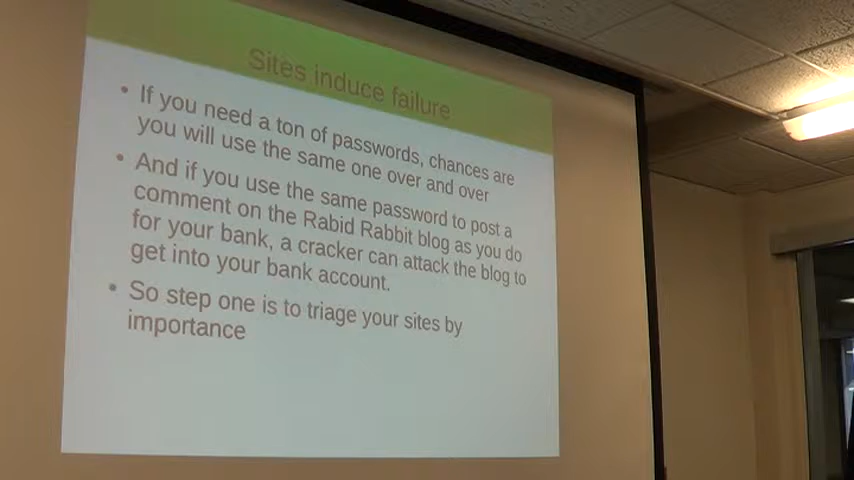 Sites induce failure
• If you need a ton of passwords, chances are
you will use the same one over and over
• And if you use the same password to post a
comment on the Rabid Rabbit blog as you do
for your bank, a cracker can attack the blog to
get into your bank account.
• So step one is to triage your sites by
importance